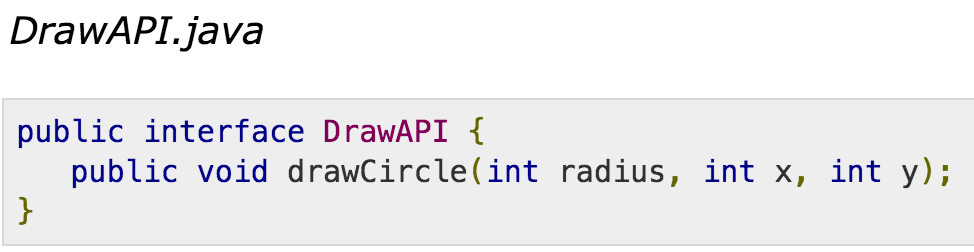 DrawAPI.java
public interface DrawAPI {
   public void drawCircle(int radius, int x, int y);
}